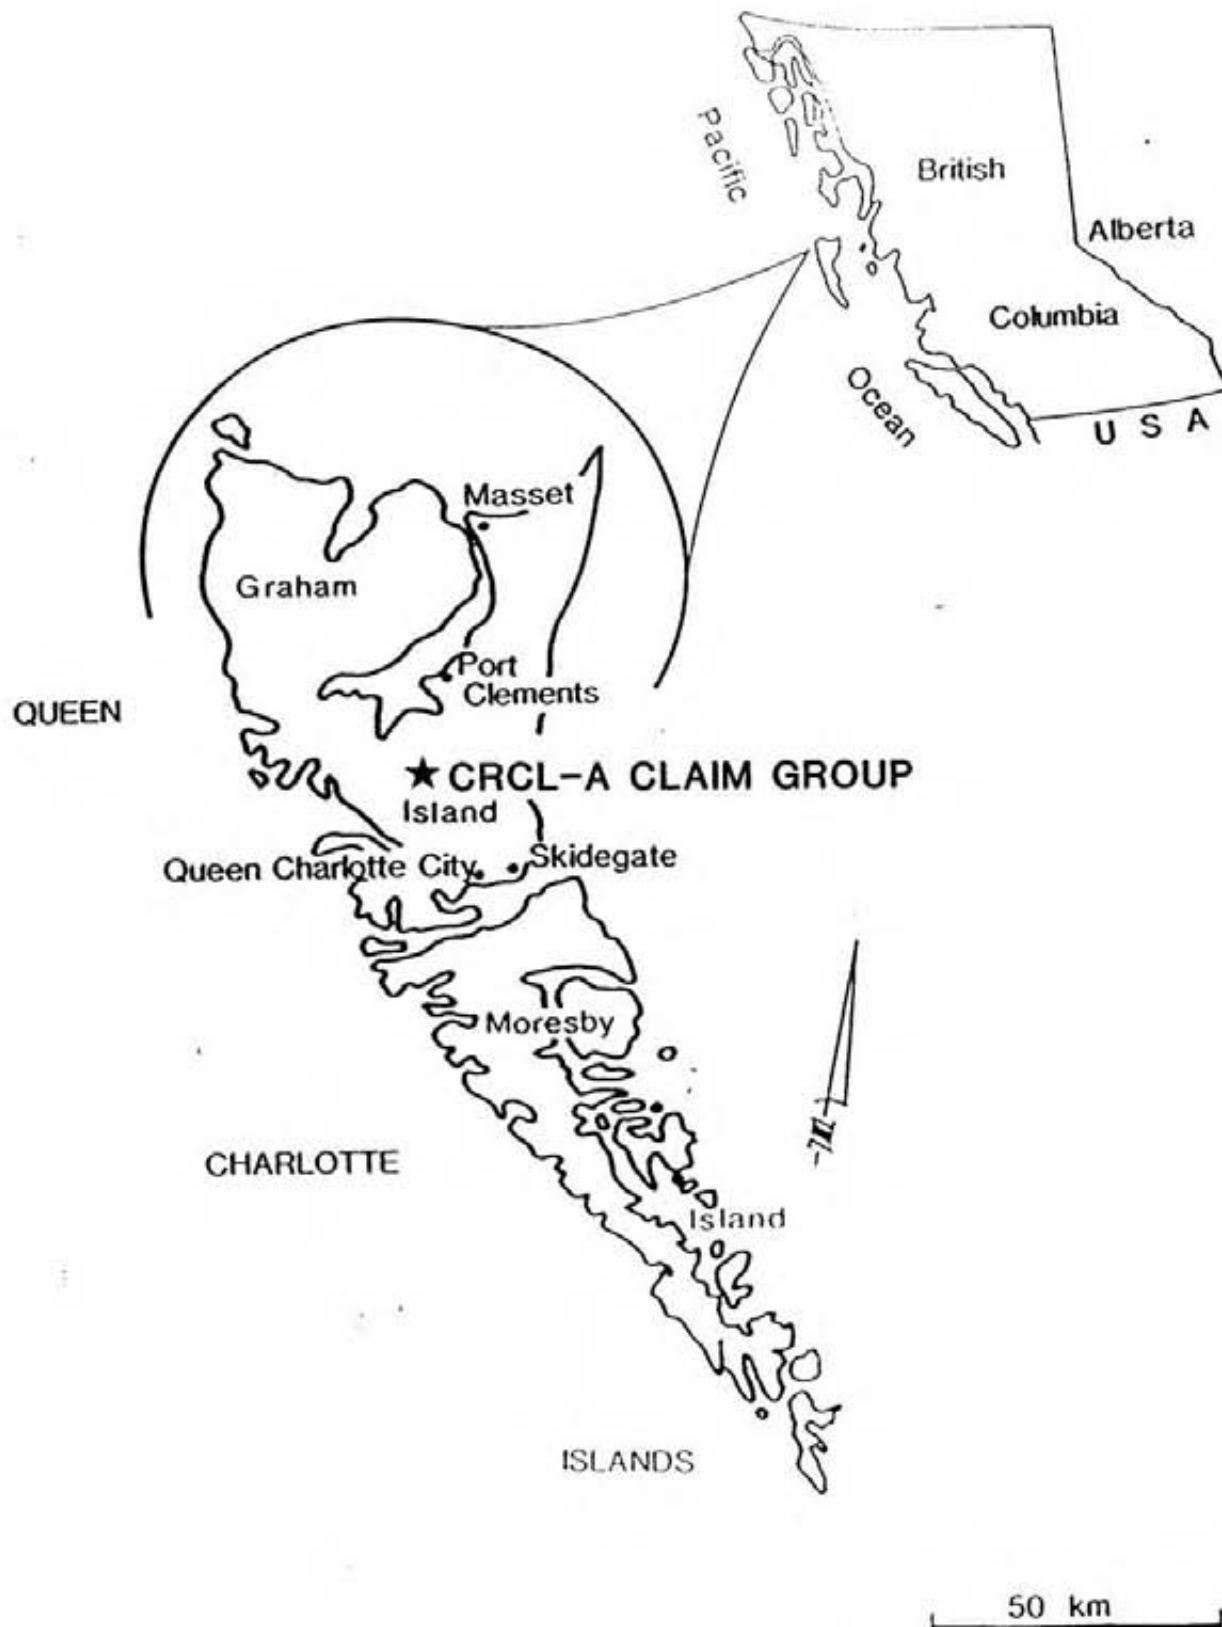 Pacific
British
Alberta
Columbia
Ocean
U S A
Masset
Graham
Port
Clements
QUEEN
CRCL-A CLAIM GROUP
Island
Queen Charlotte City
Skidegate
Moresby
CHARLOTTE
Island
ISLANDS
50 km